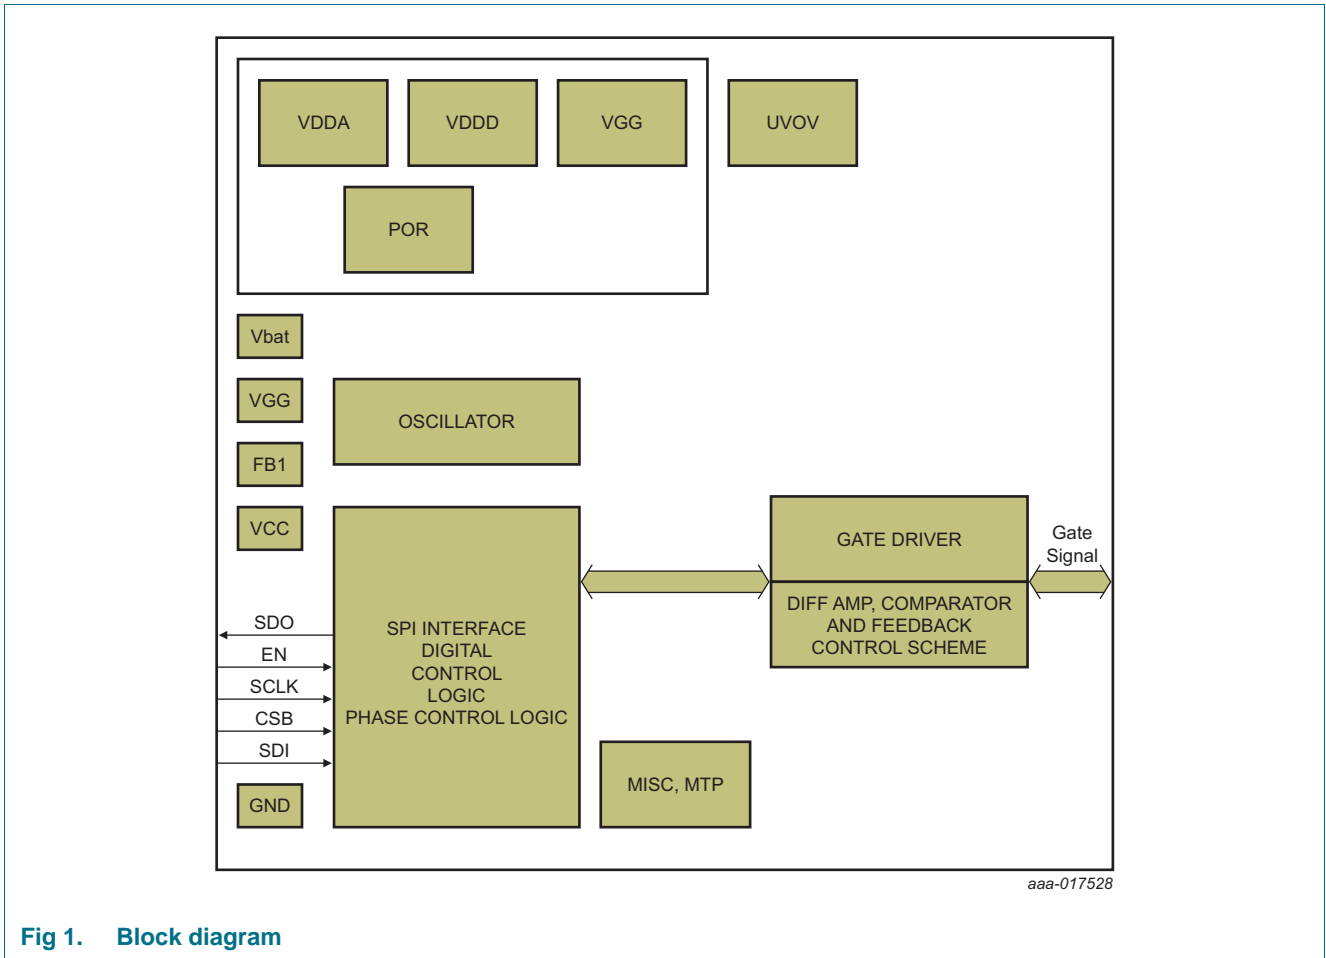 VDDA
VDDD
VGG
UVOV
POR
Vbat
VGG
OSCILLATOR
FB1
VCC
GATE DRIVER
Gate
Signal
DIFF AMP, COMPARATOR
AND FEEDBACK
CONTROL SCHEME
SDO
EN
SCLK
CSB
SDI
SPI INTERFACE
DIGITAL
CONTROL
LOGIC
PHASE CONTROL LOGIC
MISC, MTP
GND
aaa-017528
Fig 1. Block diagram